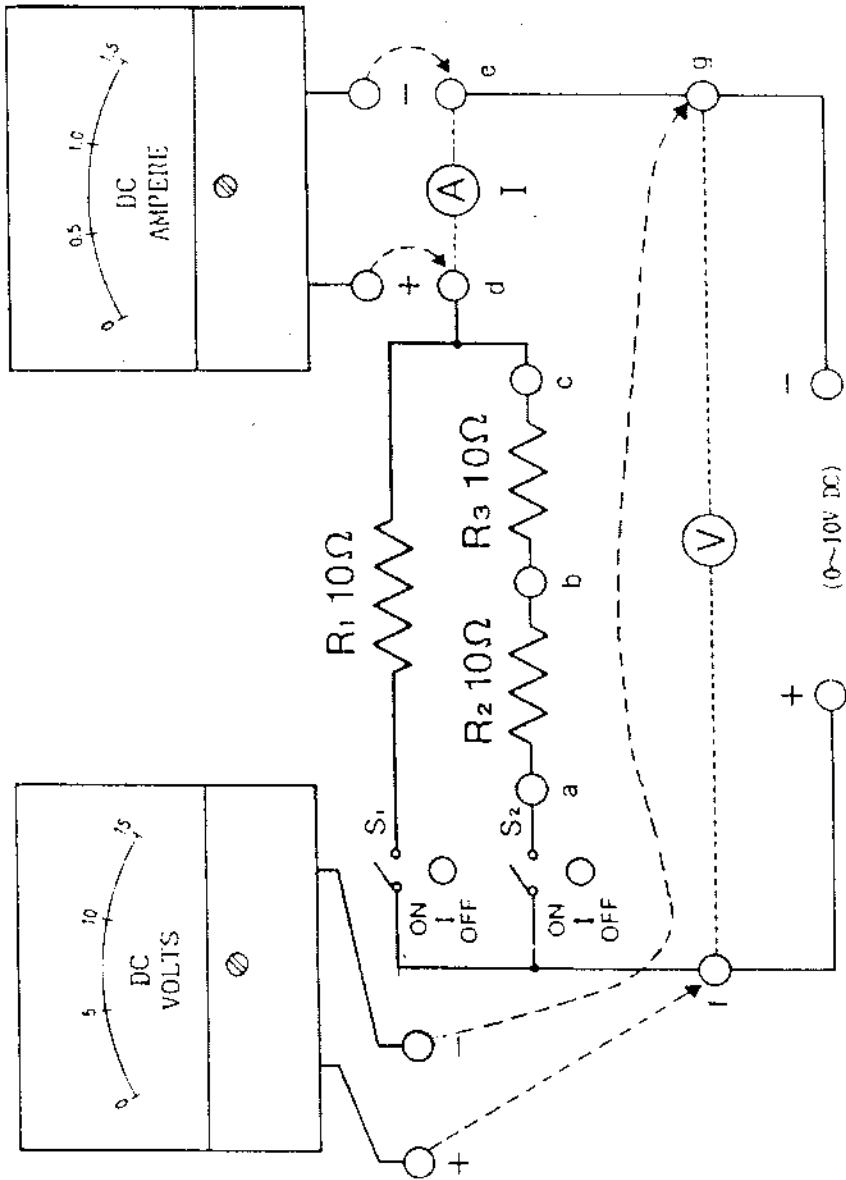 0 5 10 15
DC
VOLTS
0 0.5 1.0 1.5
DC
AMPERE
+ −
+ −
S₁
ON
↕
OFF
R₁ 10Ω
d
A
I
e
S₂
ON
↕
OFF
a
R₂ 10Ω
b
R₃ 10Ω
c
f
V
g
+
(0~10V DC)
−